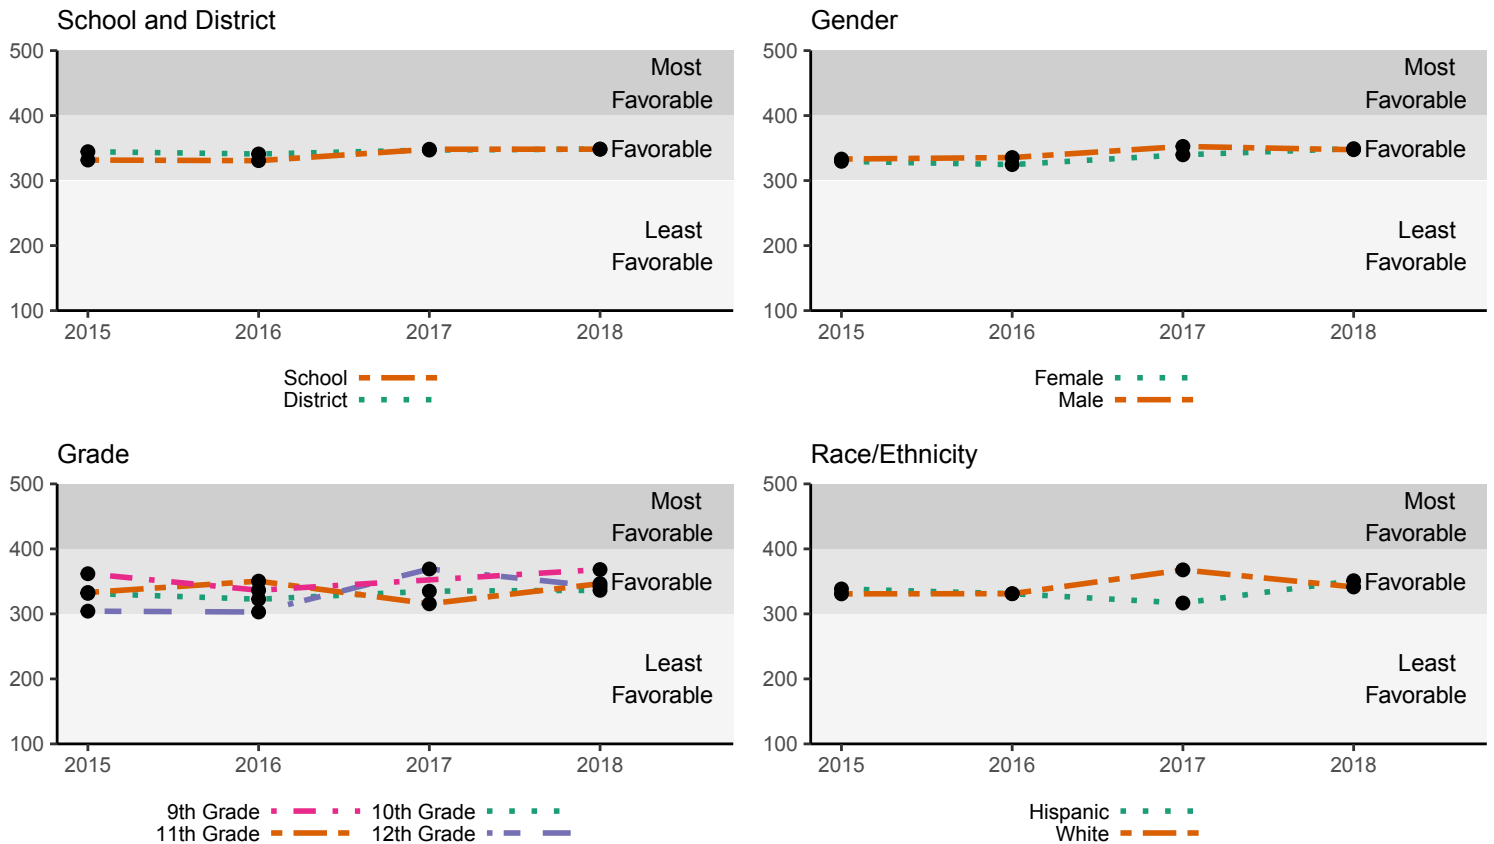 School and District
500
400
300
200
100
Most
Favorable
Favorable
Least
Favorable
2015 2016 2017 2018
School
District
Gender
500
400
300
200
100
Most
Favorable
Favorable
Least
Favorable
2015 2016 2017 2018
Female
Male
Grade
500
400
300
200
100
Most
Favorable
Favorable
Least
Favorable
2015 2016 2017 2018
9th Grade 10th Grade
11th Grade 12th Grade
Race/Ethnicity
500
400
300
200
100
Most
Favorable
Favorable
Least
Favorable
2015 2016 2017 2018
Hispanic
White